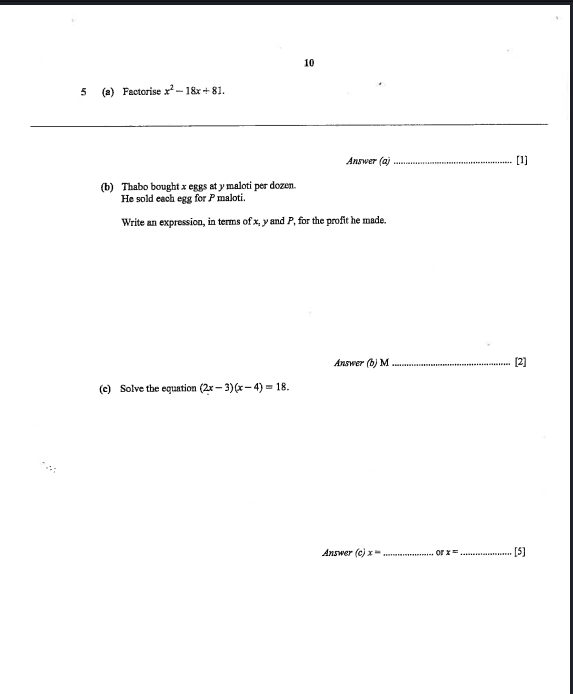 10
5 (a) Factorise x² − 18x + 81.
Answer (a) ................................................ [1]
(b) Thabo bought x eggs at y maloti per dozen.
He sold each egg for P maloti.
Write an expression, in terms of x, y and P, for the profit he made.
Answer (b) M ................................................ [2]
(c) Solve the equation (2x − 3)(x − 4) = 18.
Answer (c) x = ..................... or x = ..................... [5]